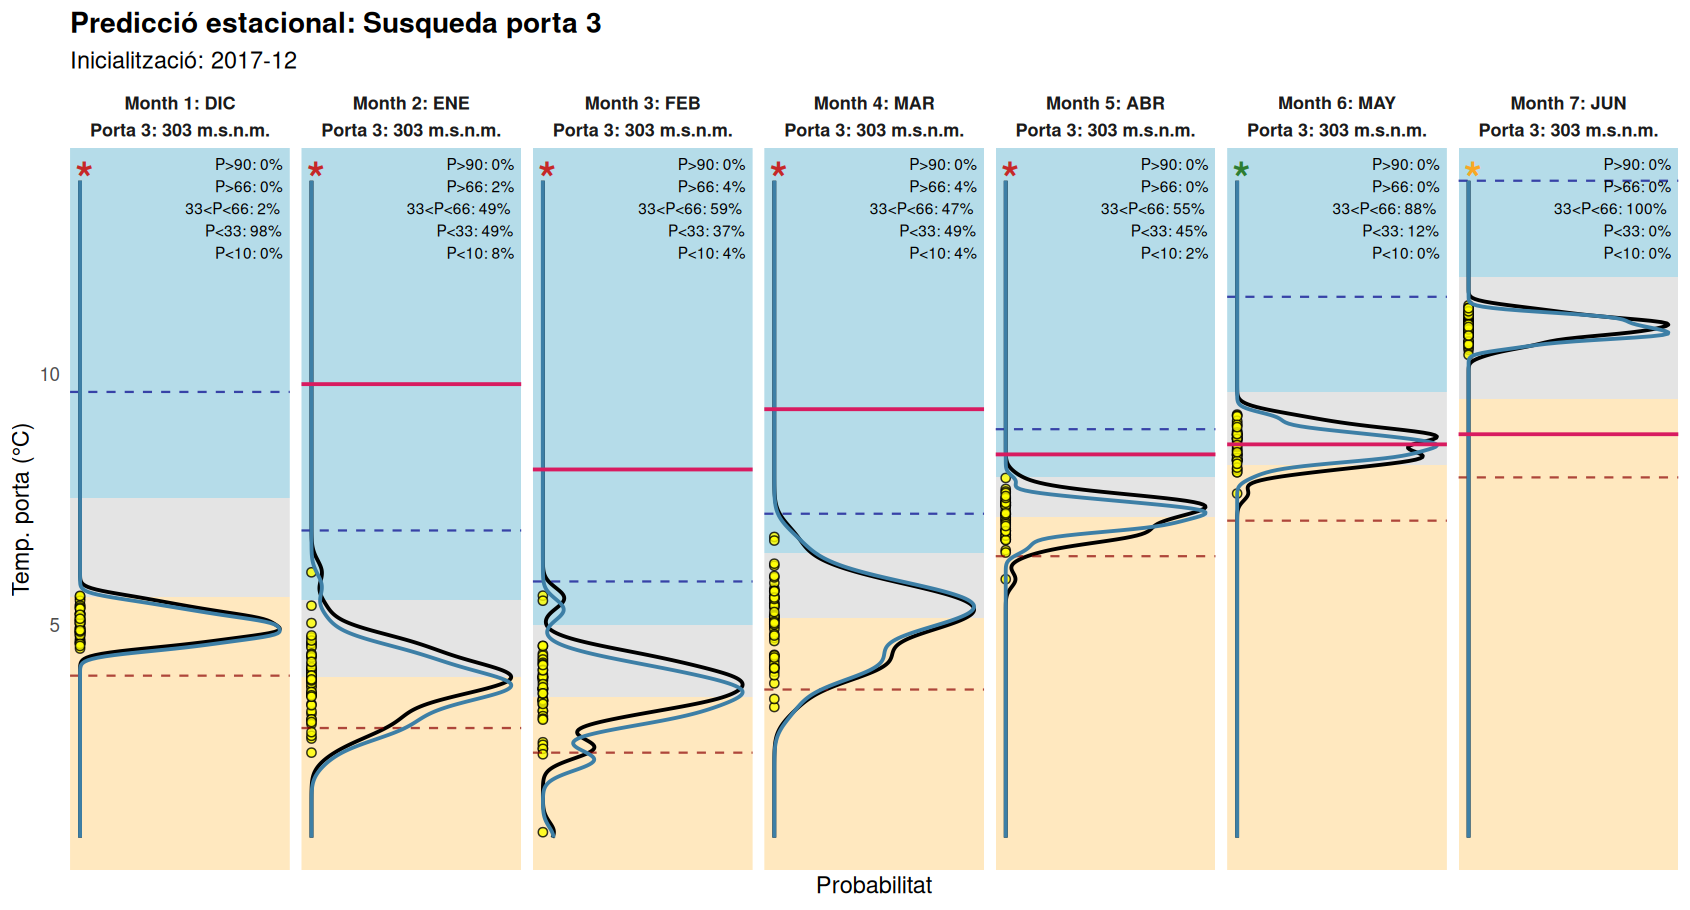 Predicció estacional: Susqueda porta 3
Inicialització: 2017-12
Month 1: DIC
Porta 3: 303 m.s.n.m.
Month 2: ENE
Porta 3: 303 m.s.n.m.
Month 3: FEB
Porta 3: 303 m.s.n.m.
Month 4: MAR
Porta 3: 303 m.s.n.m.
Month 5: ABR
Porta 3: 303 m.s.n.m.
Month 6: MAY
Porta 3: 303 m.s.n.m.
Month 7: JUN
Porta 3: 303 m.s.n.m.
*
P>90: 0%
P>66: 0%
33<P<66: 2%
P<33: 98%
P<10: 0%
*
P>90: 0%
P>66: 2%
33<P<66: 49%
P<33: 49%
P<10: 8%
*
P>90: 0%
P>66: 4%
33<P<66: 59%
P<33: 37%
P<10: 4%
*
P>90: 0%
P>66: 4%
33<P<66: 47%
P<33: 49%
P<10: 4%
*
P>90: 0%
P>66: 0%
33<P<66: 55%
P<33: 45%
P<10: 2%
*
P>90: 0%
P>66: 0%
33<P<66: 88%
P<33: 12%
P<10: 0%
*
P>90: 0%
P>66: 0%
33<P<66: 100%
P<33: 0%
P<10: 0%
10
5
Temp. porta (°C)
Probabilitat